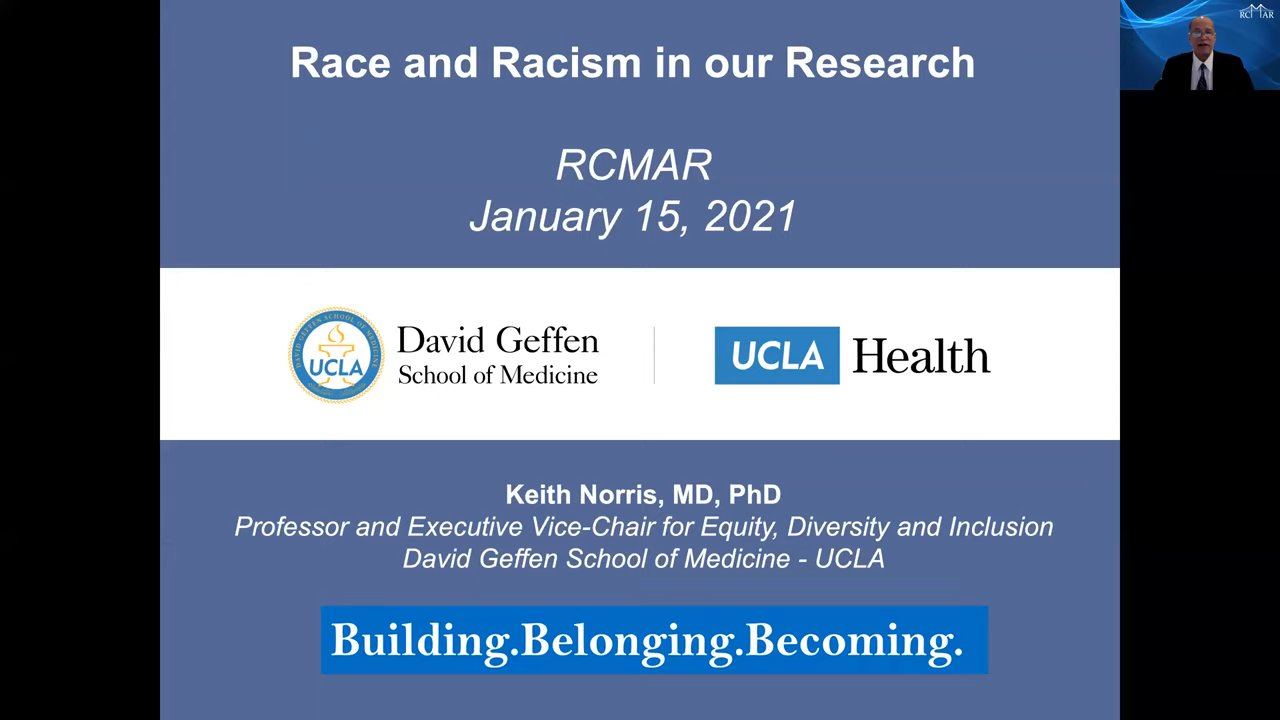 Race and Racism in our Research
RCMAR
January 15, 2021
UCLA
David Geffen
School of Medicine
UCLA Health
Keith Norris, MD, PhD
Professor and Executive Vice-Chair for Equity, Diversity and Inclusion
David Geffen School of Medicine - UCLA
Building.Belonging.Becoming.
RCMAR